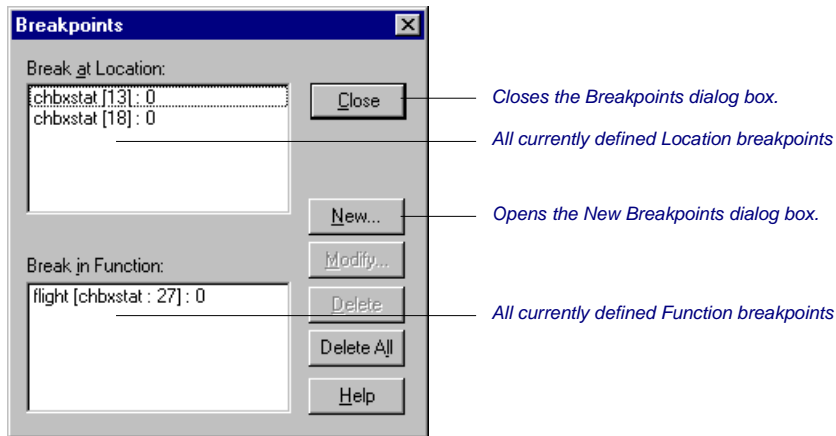 Breakpoints
Break at Location:
chbxstat [13] : 0
chbxstat [18] : 0
Close
Closes the Breakpoints dialog box.
All currently defined Location breakpoints
New...
Opens the New Breakpoints dialog box.
Modify...
Break in Function:
flight [chbxstat : 27] : 0
Delete
All currently defined Function breakpoints
Delete All
Help